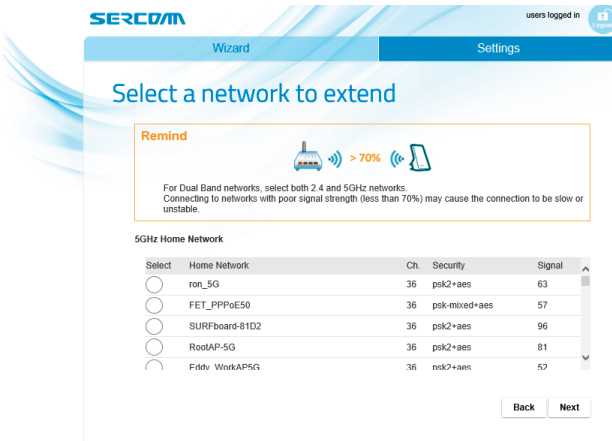 SERCOMM
users logged in
Logout
Wizard
Settings
Select a network to extend
Remind
> 70%
For Dual Band networks, select both 2.4 and 5GHz networks.
Connecting to networks with poor signal strength (less than 70%) may cause the connection to be slow or
unstable.
5GHz Home Network
Select Home Network Ch. Security Signal
ron_5G 36 psk2+aes 63
FET_PPPoE50 36 psk-mixed+aes 57
SURFboard-81D2 36 psk2+aes 96
RootAP-5G 36 psk2+aes 81
Eddy_WorkAP5G 36 psk2+aes 52
Back Next